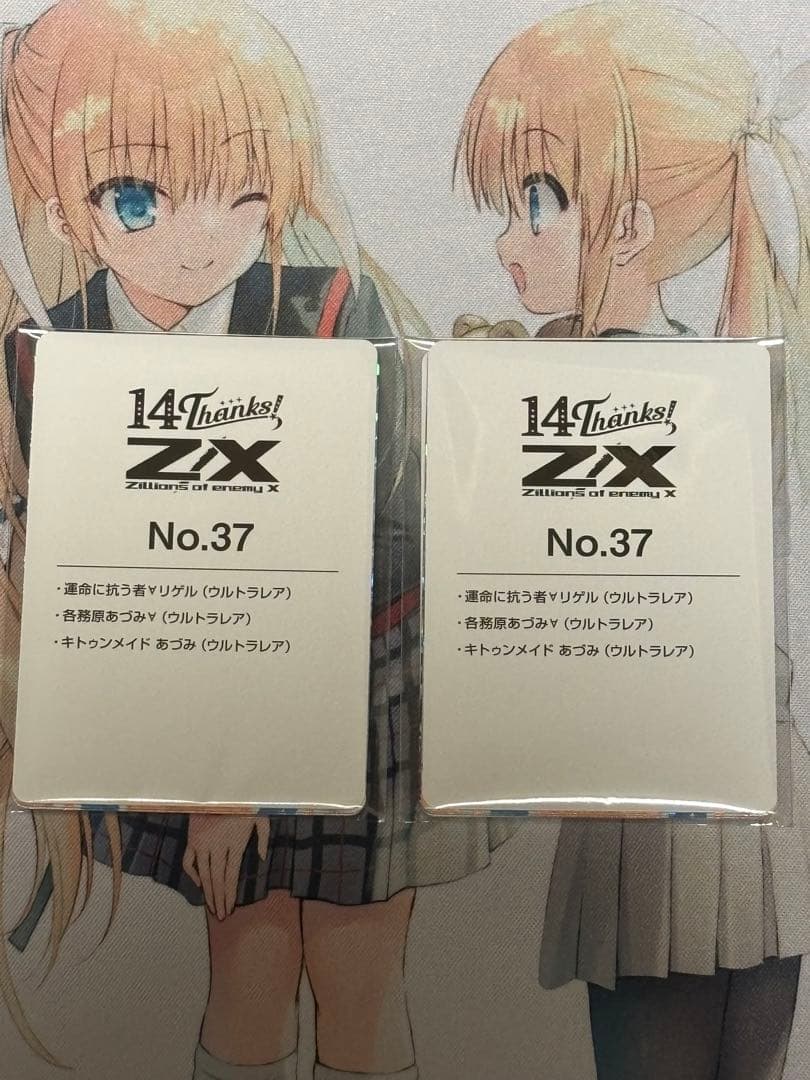 14 Thanks!
Z/X
Zillions of enemy X
No.37
・運命に抗う者∀リゲル（ウルトラレア）
・各務原あづみ∀（ウルトラレア）
・キトゥンメイド あづみ（ウルトラレア）
14 Thanks!
Z/X
Zillions of enemy X
No.37
・運命に抗う者∀リゲル（ウルトラレア）
・各務原あづみ∀（ウルトラレア）
・キトゥンメイド あづみ（ウルトラレア）